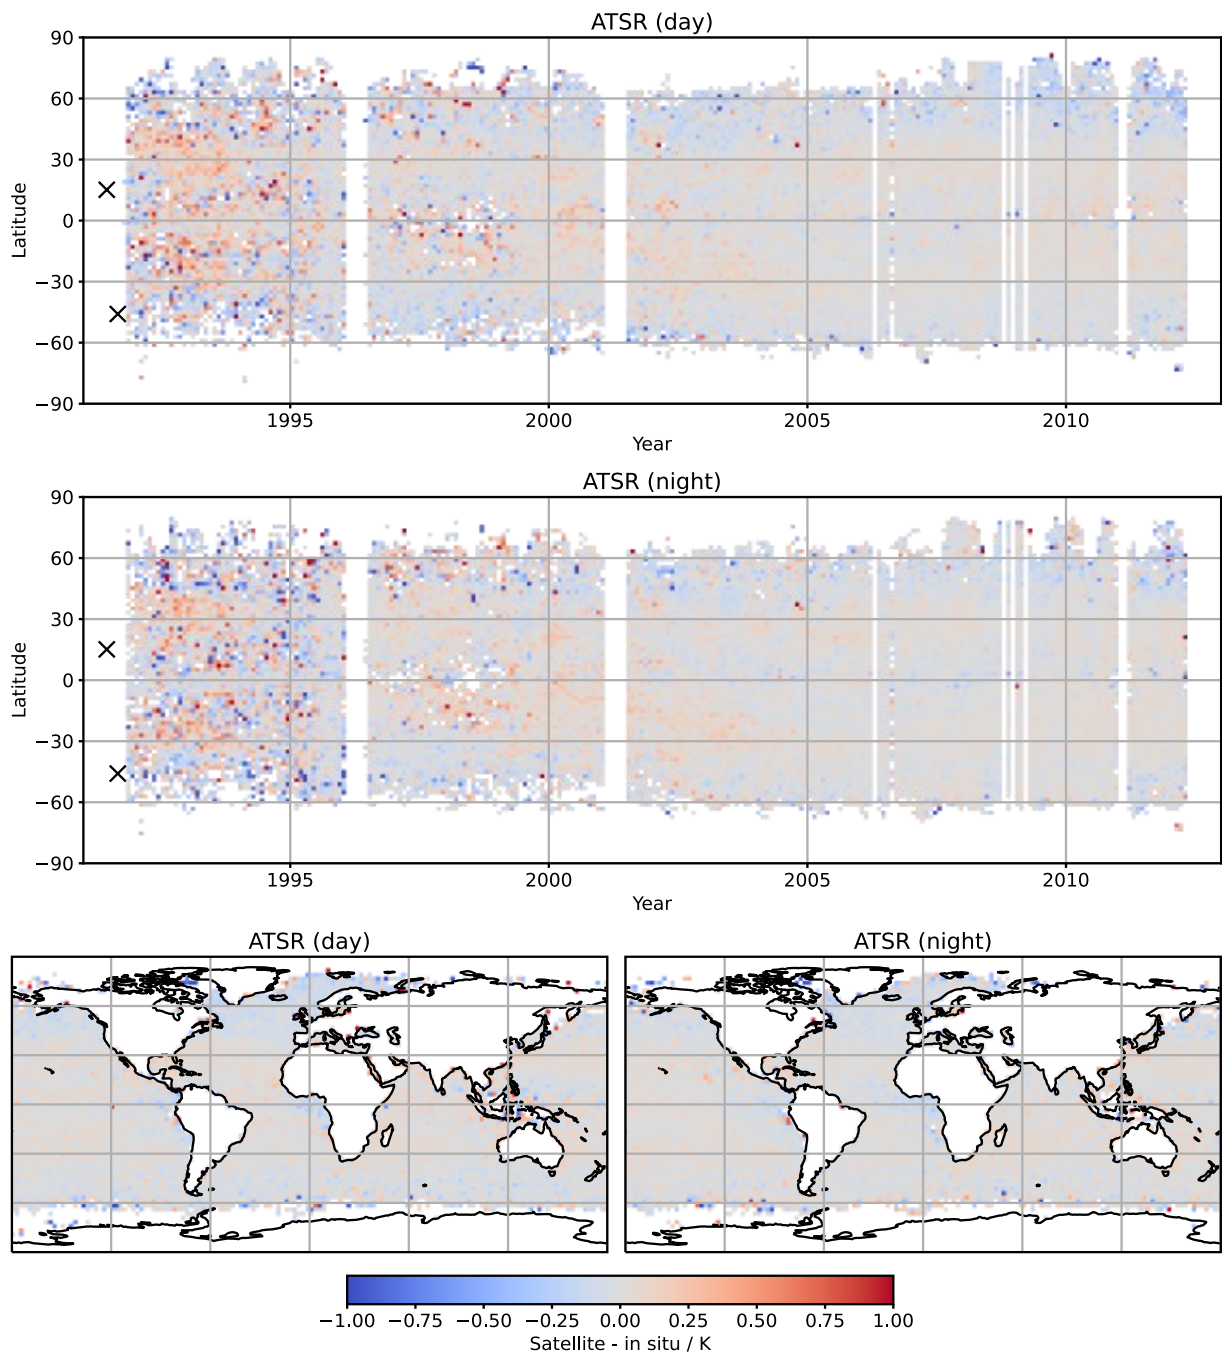 ATSR (day)
90
60
30
0
−30
−60
−90
Latitude
1995
2000
2005
2010
Year
ATSR (night)
90
60
30
0
−30
−60
−90
Latitude
1995
2000
2005
2010
Year
ATSR (day)
ATSR (night)
−1.00 −0.75 −0.50 −0.25 0.00 0.25 0.50 0.75 1.00
Satellite - in situ / K